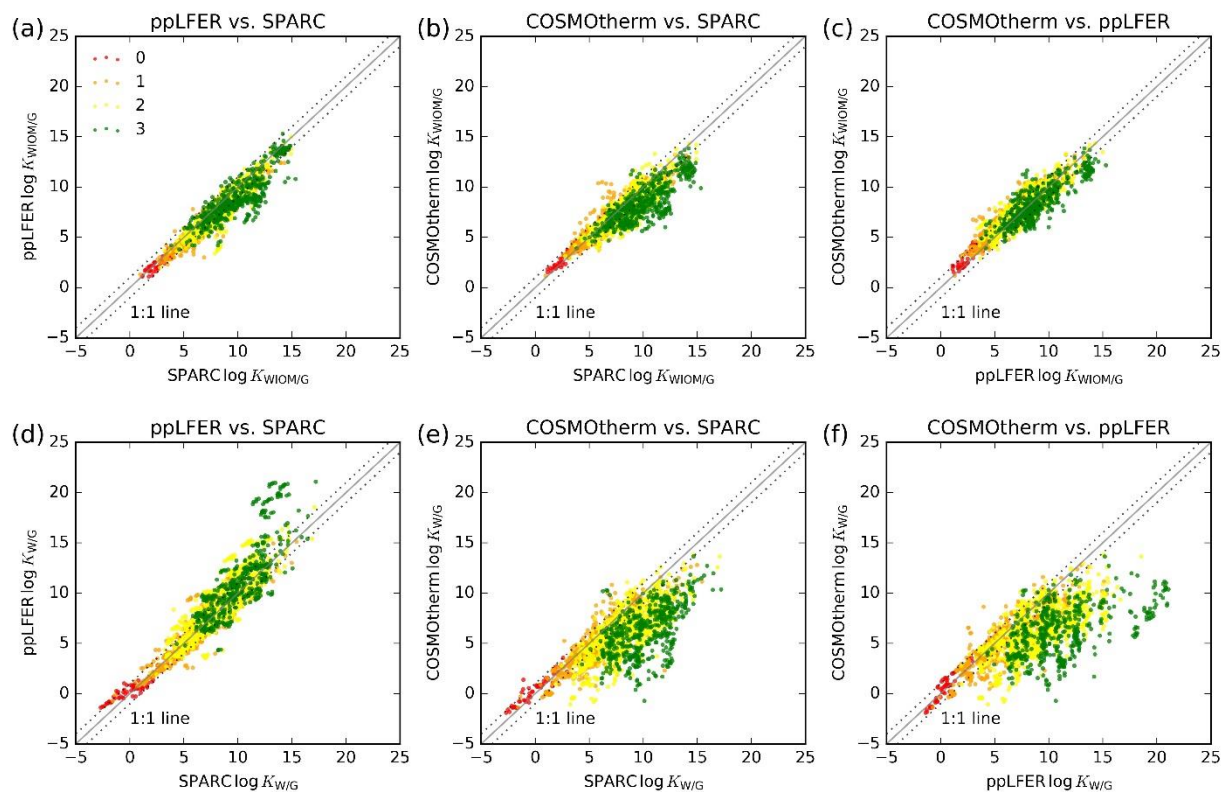 (a) ppLFER vs. SPARC
ppLFER log K_WIOM/G
25
20
15
10
5
0
−5
0
1
2
3
1:1 line
−5 0 5 10 15 20 25
SPARC log K_WIOM/G
(b) COSMOtherm vs. SPARC
COSMOtherm log K_WIOM/G
25
20
15
10
5
0
−5
1:1 line
−5 0 5 10 15 20 25
SPARC log K_WIOM/G
(c) COSMOtherm vs. ppLFER
COSMOtherm log K_WIOM/G
25
20
15
10
5
0
−5
1:1 line
−5 0 5 10 15 20 25
ppLFER log K_WIOM/G
(d) ppLFER vs. SPARC
ppLFER log K_W/G
25
20
15
10
5
0
−5
1:1 line
−5 0 5 10 15 20 25
SPARC log K_W/G
(e) COSMOtherm vs. SPARC
COSMOtherm log K_W/G
25
20
15
10
5
0
−5
1:1 line
−5 0 5 10 15 20 25
SPARC log K_W/G
(f) COSMOtherm vs. ppLFER
COSMOtherm log K_W/G
25
20
15
10
5
0
−5
1:1 line
−5 0 5 10 15 20 25
ppLFER log K_W/G